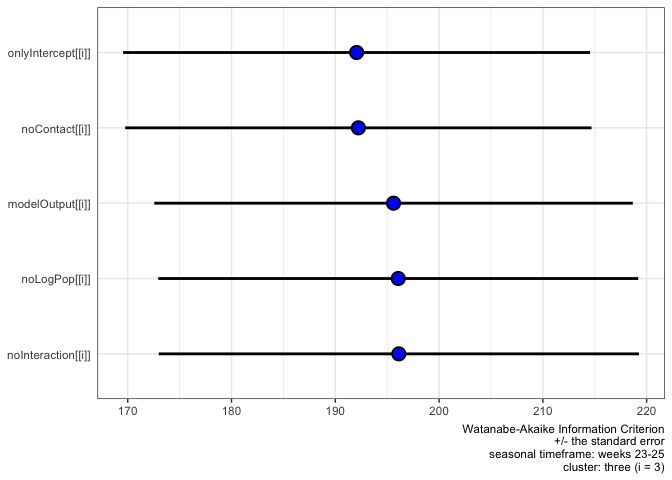 onlyIntercept[[i]]
noContact[[i]]
modelOutput[[i]]
noLogPop[[i]]
noInteraction[[i]]
170 180 190 200 210 220
Watanabe-Akaike Information Criterion
+/- the standard error
seasonal timeframe: weeks 23-25
cluster: three (i = 3)